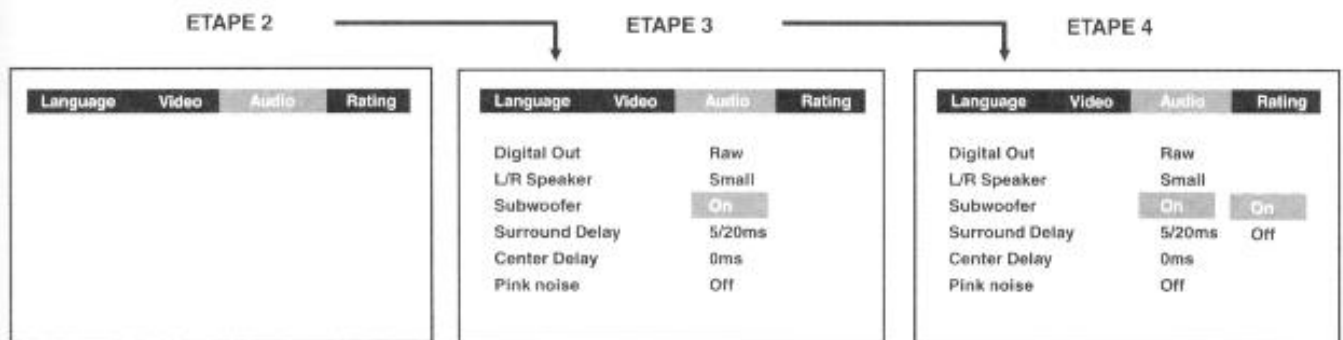 ETAPE 2
ETAPE 3
ETAPE 4
Language Video Audio Rating
Language Video Audio Rating
Digital Out Raw
L/R Speaker Small
Subwoofer On
Surround Delay 5/20ms
Center Delay 0ms
Pink noise Off
Language Video Audio Rating
Digital Out Raw
L/R Speaker Small
Subwoofer On On
Surround Delay 5/20ms Off
Center Delay 0ms
Pink noise Off